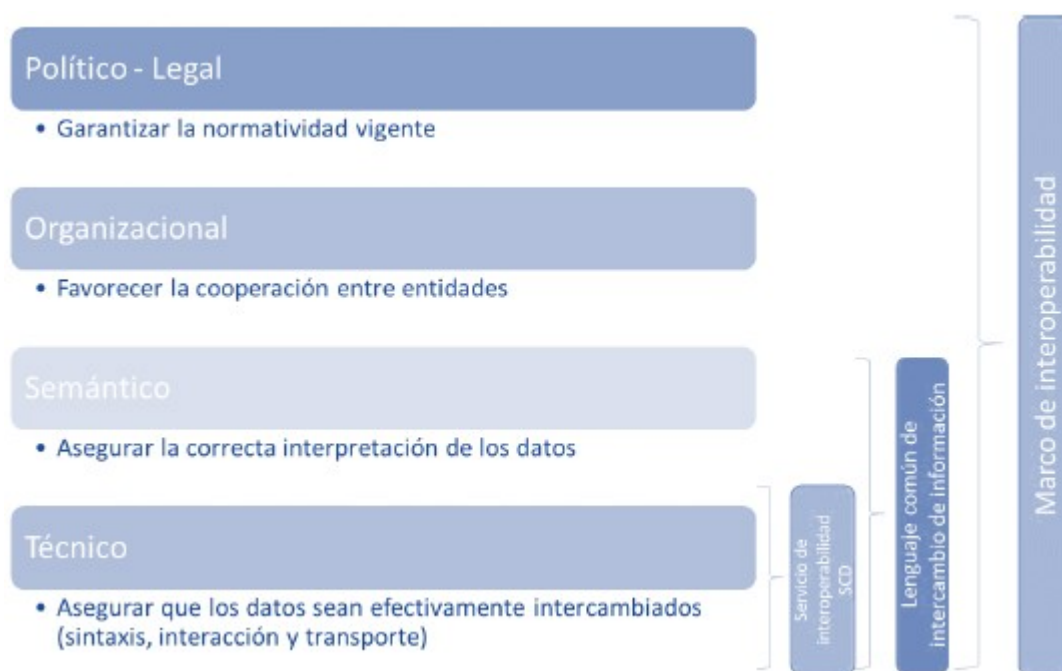 Político - Legal
• Garantizar la normatividad vigente
Organizacional
• Favorecer la cooperación entre entidades
Semántico
• Asegurar la correcta interpretación de los datos
Técnico
• Asegurar que los datos sean efectivamente intercambiados
(sintaxis, interacción y transporte)
Servicio de
interoperabilidad
SCD
Lenguaje común de
intercambio de información
Marco de interoperabilidad